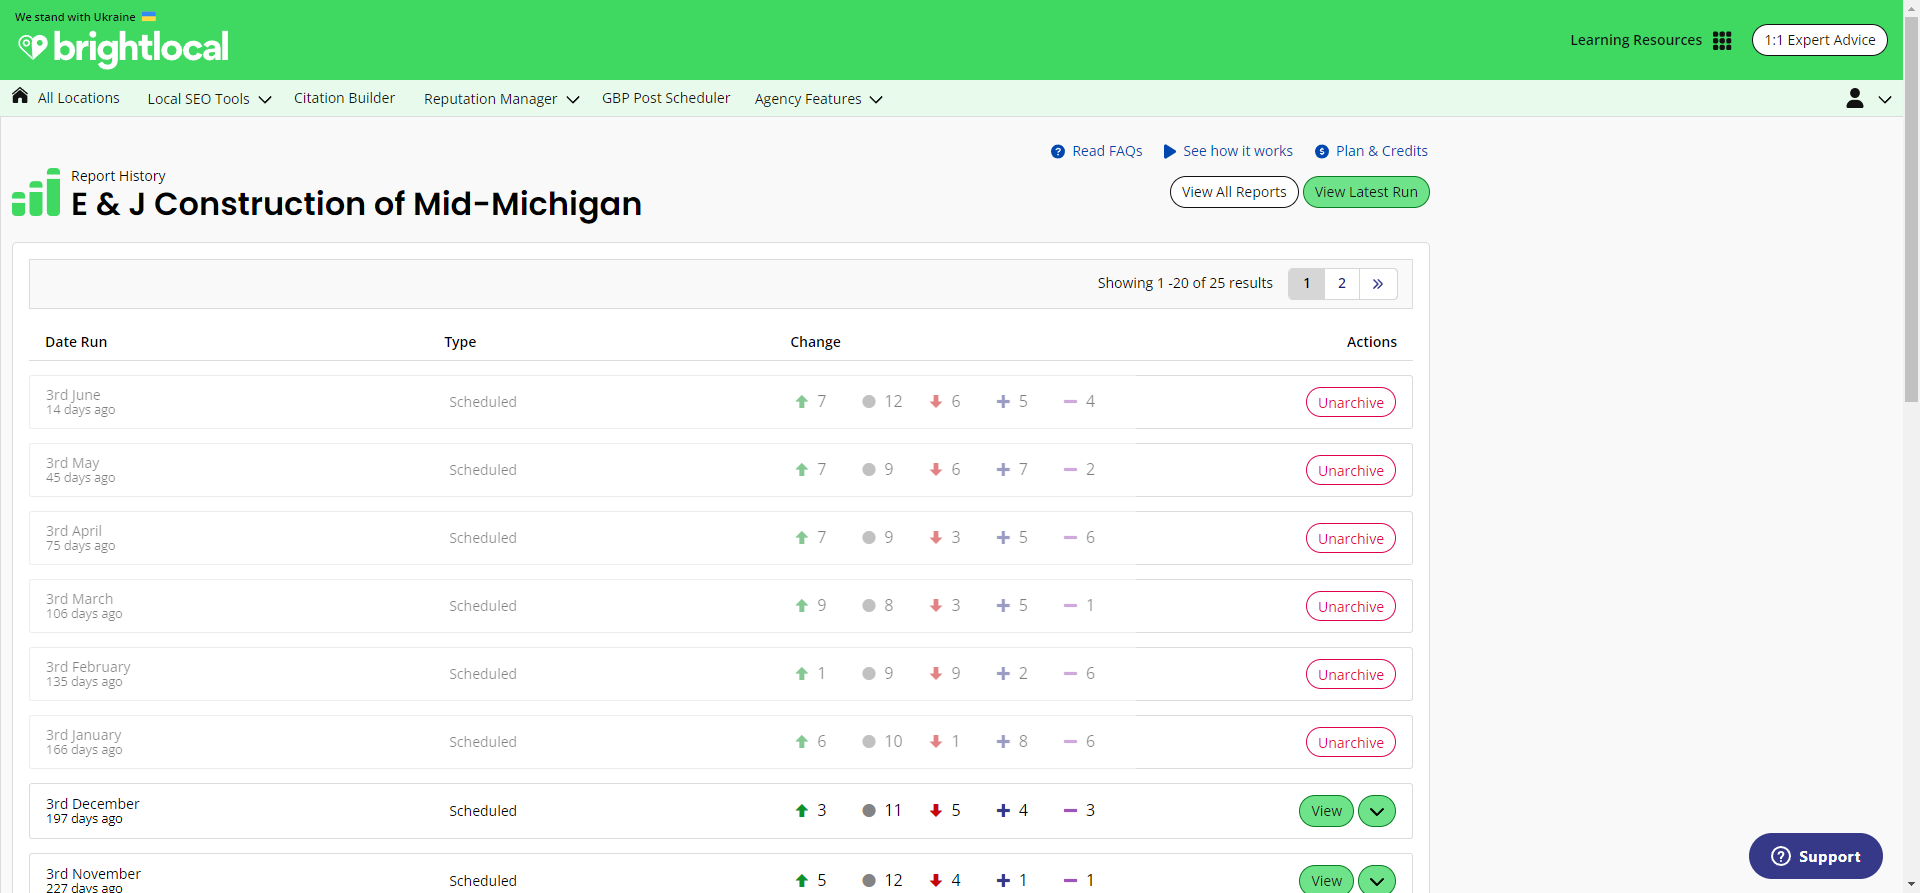 We stand with Ukraine
brightlocal
Learning Resources
1:1 Expert Advice
All Locations
Local SEO Tools
Citation Builder
Reputation Manager
GBP Post Scheduler
Agency Features
Read FAQs
See how it works
Plan & Credits
Report History
E & J Construction of Mid-Michigan
View All Reports
View Latest Run
Showing 1 -20 of 25 results
1
2
»
Date Run Type Change Actions
3rd June
14 days ago
Scheduled 7 12 6 5 4 Unarchive
3rd May
45 days ago
Scheduled 7 9 6 7 2 Unarchive
3rd April
75 days ago
Scheduled 7 9 3 5 6 Unarchive
3rd March
106 days ago
Scheduled 9 8 3 5 1 Unarchive
3rd February
135 days ago
Scheduled 1 9 9 2 6 Unarchive
3rd January
166 days ago
Scheduled 6 10 1 8 6 Unarchive
3rd December
197 days ago
Scheduled 3 11 5 4 3 View
3rd November
227 days ago
Scheduled 5 12 4 1 1 View
Support